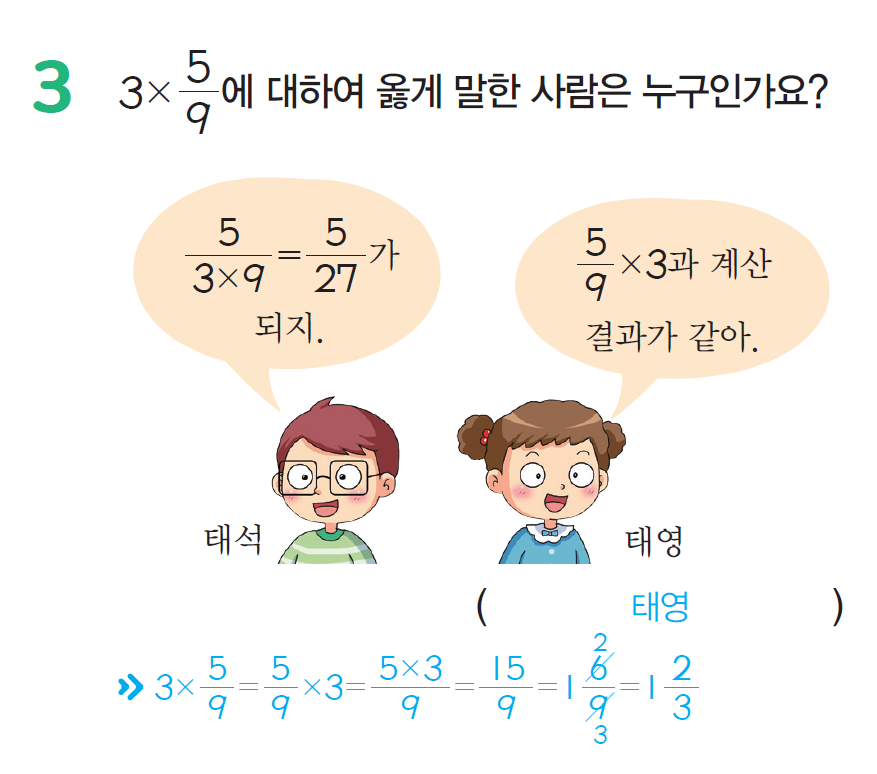 3 3×5/9에 대하여 옳게 말한 사람은 누구인가요?
5/(3×9)=5/27가
되지.
5/9×3과 계산
결과가 같아.
태석
태영
( 태영 )
» 3×5/9=5/9×3=(5×3)/9=15/9=1 6/9=1 2/3
2
3